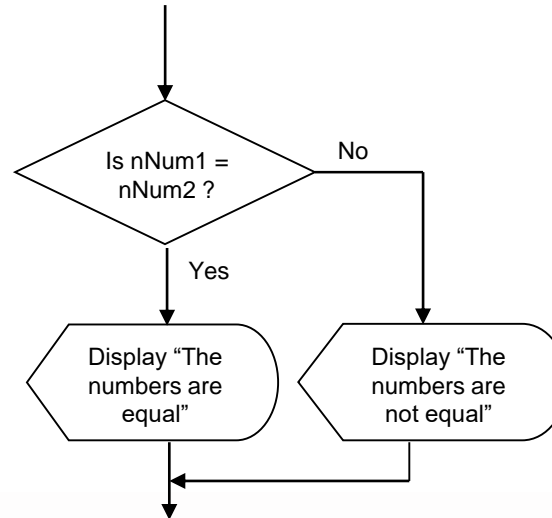 Is nNum1 =
nNum2 ?
No
Yes
Display “The
numbers are
equal”
Display “The
numbers are
not equal”